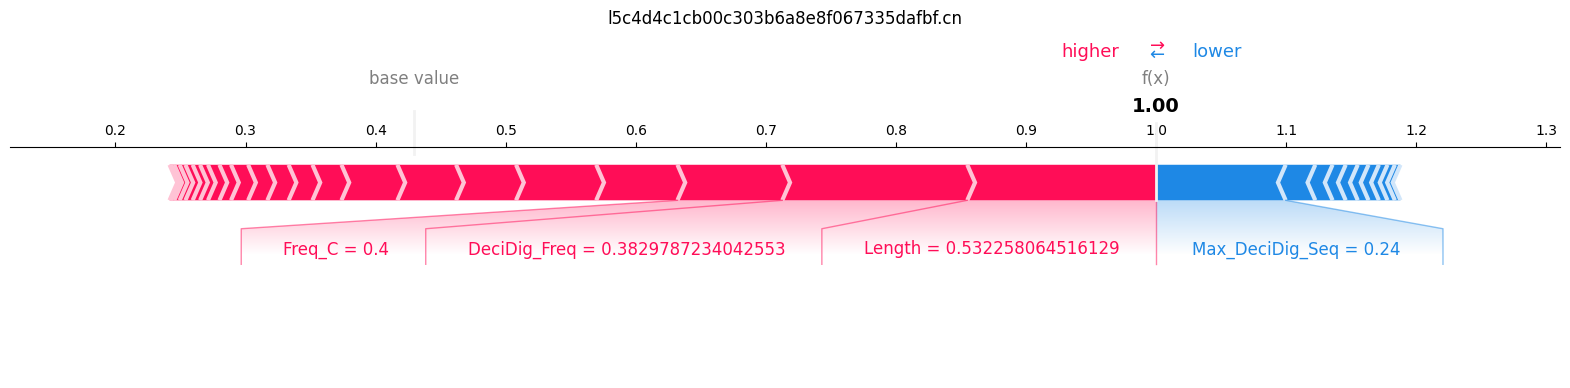 l5c4d4c1cb00c303b6a8e8f067335dafbf.cn
higher → ← lower
base value f(x)
1.00
0.2 0.3 0.4 0.5 0.6 0.7 0.8 0.9 1.0 1.1 1.2 1.3
Freq_C = 0.4 DeciDig_Freq = 0.3829787234042553 Length = 0.532258064516129 Max_DeciDig_Seq = 0.24